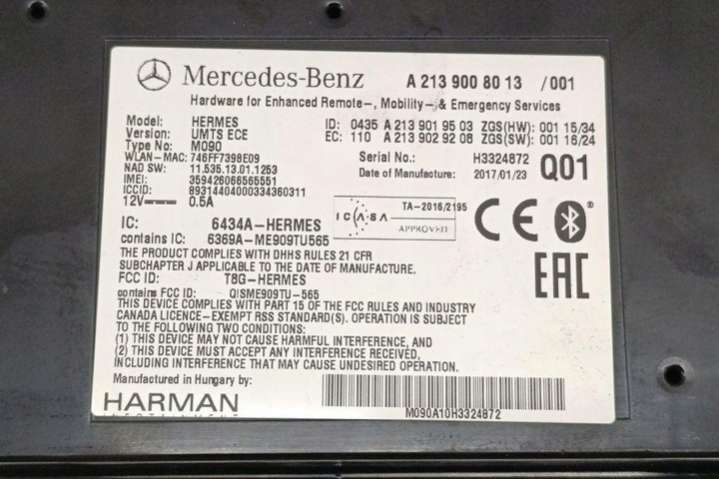 Mercedes-Benz A 213 900 80 13 /001
Hardware for Enhanced Remote-, Mobility- & Emergency Services
Model: HERMES
Version: UMTS ECE
Type No: M090
WLAN-MAC: 746FF7398E09
NAD SW: 11.535.13.01.1253
IMEI: 359426066565551
ICCID: 89314404000334360311
12V 0.5A
ID: 0435 A 213 901 95 03 ZGS(HW): 001 15/34
EC: 110 A 213 902 92 08 ZGS(SW): 001 16/24
Serial No.: H3324872
Date of Manufacture: 2017/01/23
Q01
ICASA
TA-2016/2195
APPROVED
CE
EAC
IC: 6434A-HERMES
contains IC: 6369A-ME909TU565
THE PRODUCT COMPLIES WITH DHHS RULES 21 CFR
SUBCHAPTER J APPLICABLE TO THE DATE OF MANUFACTURE.
FCC ID: T8G-HERMES
contains FCC ID: QISME909TU-565
THIS DEVICE COMPLIES WITH PART 15 OF THE FCC RULES AND INDUSTRY
CANADA LICENCE-EXEMPT RSS STANDARD(S). OPERATION IS SUBJECT
TO THE FOLLOWING TWO CONDITIONS:
(1) THIS DEVICE MAY NOT CAUSE HARMFUL INTERFERENCE, AND
(2) THIS DEVICE MUST ACCEPT ANY INTERFERENCE RECEIVED,
INCLUDING INTERFERENCE THAT MAY CAUSE UNDESIRED OPERATION.
Manufactured in Hungary by:
HARMAN
M090A10H3324872